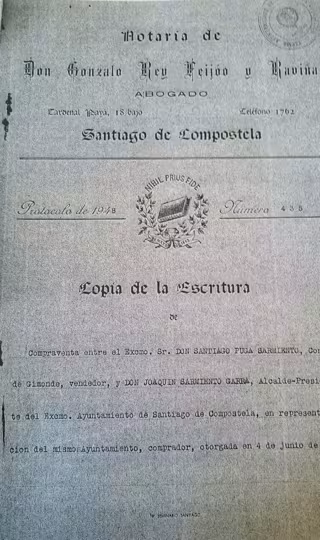 Notaría de
Don Gonzalo Rey Feijóo y Raviña
ABOGADO
Cardenal Payá, 18 bajo Teléfono 1762
Santiago de Compostela
NIHIL PRIUS FIDE
Protocolo de 1948 Número 435
Copia de la Escritura
de
Compraventa entre el Excmo. Sr. DON SANTIAGO PUGA SARMIENTO, Con
de Gimonde, vendedor, y DON JOAQUIN SARMIENTO GARRA, Alcalde-Presi
te del Excmo. Ayuntamiento de Santiago de Compostela, en represent
cion del mismo Ayuntamiento, comprador, otorgada en 4 de junio de